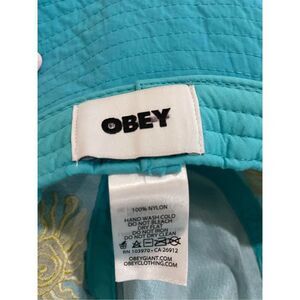 OBEY
100% NYLON
HAND WASH COLD
DO NOT BLEACH
DRY FLAT
DO NOT IRON
DO NOT DRY CLEAN
RN 103970 - CA 26912
OBEYGIANT.COM
OBEYCLOTHING.COM